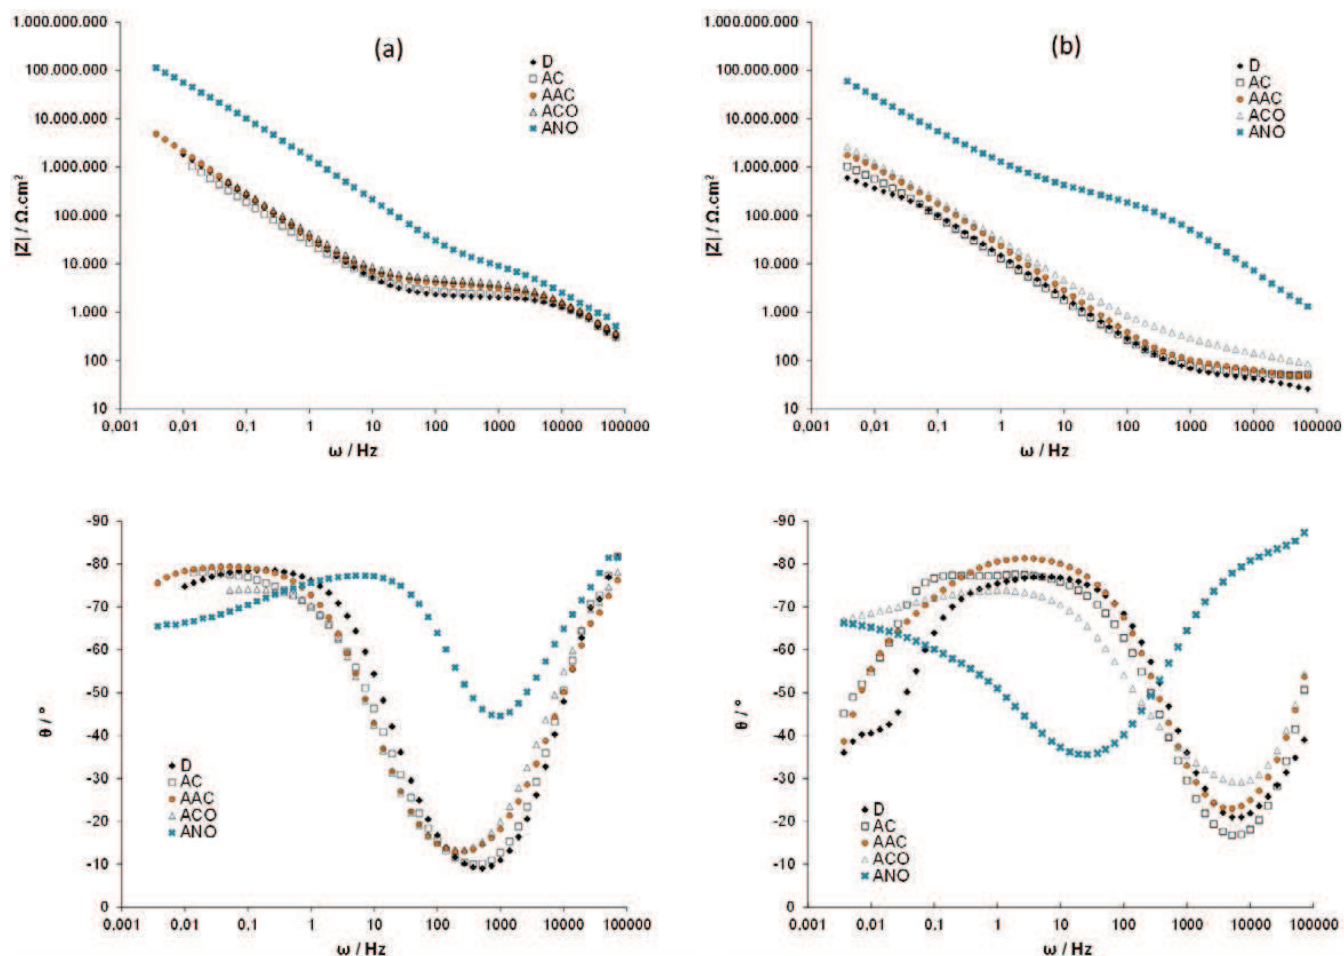 (a)
1.000.000.000
100.000.000
10.000.000
1.000.000
100.000
10.000
1.000
100
10
|Z| / Ω.cm²
D
AC
AAC
ACO
ANO
0,001 0,01 0,1 1 10 100 1000 10000 100000
ω / Hz
(b)
1.000.000.000
100.000.000
10.000.000
1.000.000
100.000
10.000
1.000
100
10
|Z| / Ω.cm²
D
AC
AAC
ACO
ANO
0,001 0,01 0,1 1 10 100 1000 10000 100000
ω / Hz
-90
-80
-70
-60
-50
-40
-30
-20
-10
0
θ / °
D
AC
AAC
ACO
ANO
0,001 0,01 0,1 1 10 100 1000 10000 100000
ω / Hz
-90
-80
-70
-60
-50
-40
-30
-20
-10
0
θ / °
D
AC
AAC
ACO
ANO
0,001 0,01 0,1 1 10 100 1000 10000 100000
ω / Hz